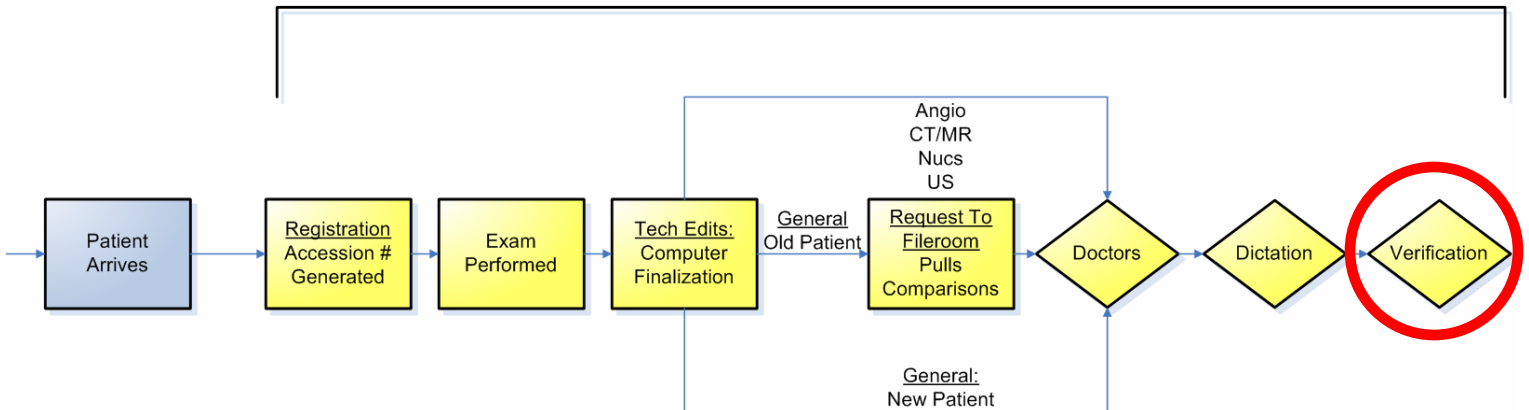 Patient
Arrives
Registration
Accession #
Generated
Exam
Performed
Tech Edits:
Computer
Finalization
Angio
CT/MR
Nucs
US
General
Old Patient
Request To
Fileroom
Pulls
Comparisons
General:
New Patient
Doctors
Dictation
Verification